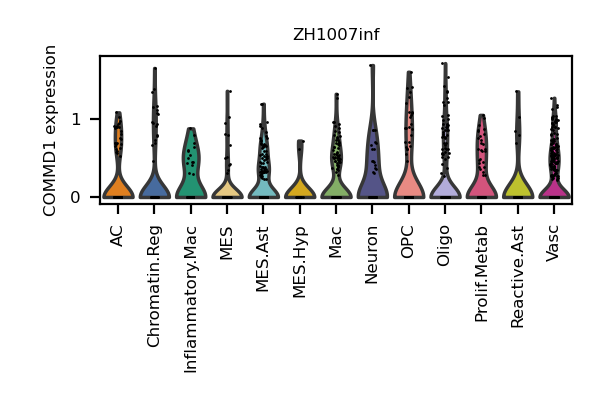 ZH1007inf
COMMD1 expression
1
0
AC
Chromatin.Reg
Inflammatory.Mac
MES
MES.Ast
MES.Hyp
Mac
Neuron
OPC
Oligo
Prolif.Metab
Reactive.Ast
Vasc